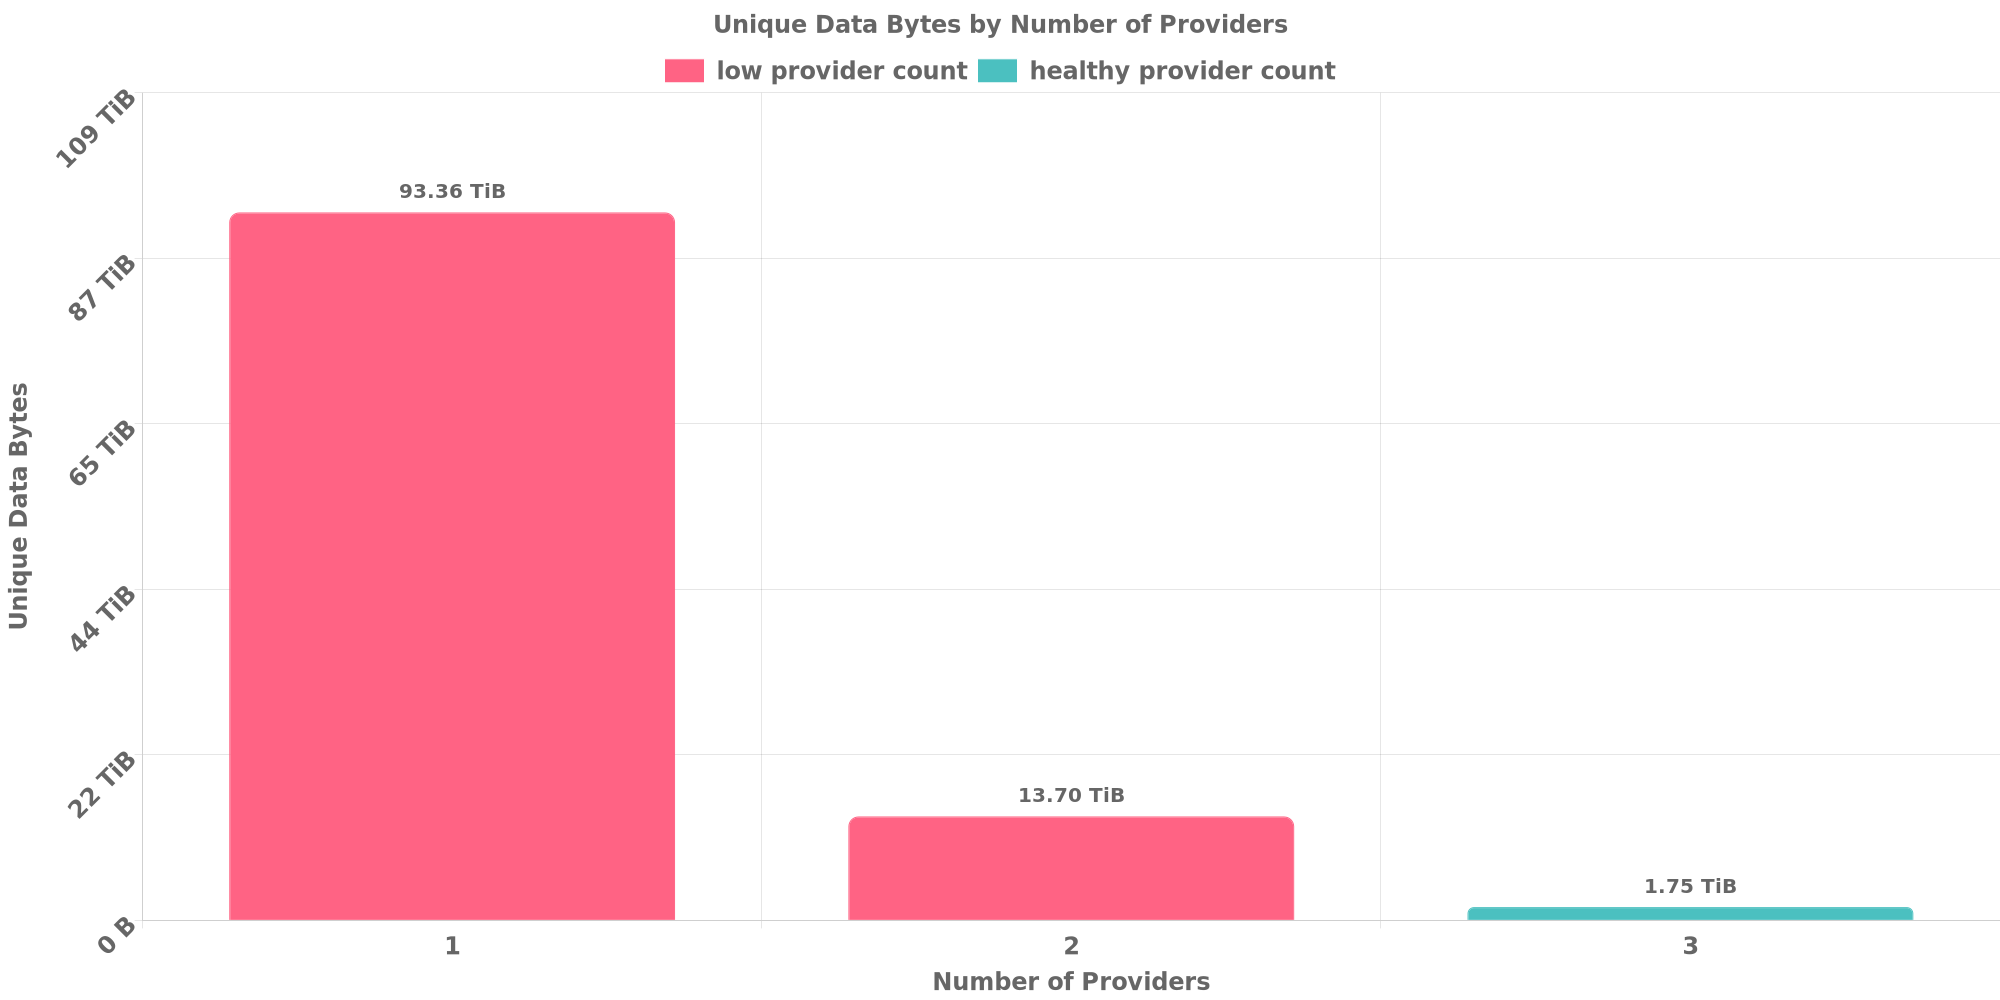 Unique Data Bytes by Number of Providers
low provider count
healthy provider count
109 TiB
87 TiB
65 TiB
44 TiB
22 TiB
0 B
Unique Data Bytes
93.36 TiB
13.70 TiB
1.75 TiB
1
2
3
Number of Providers